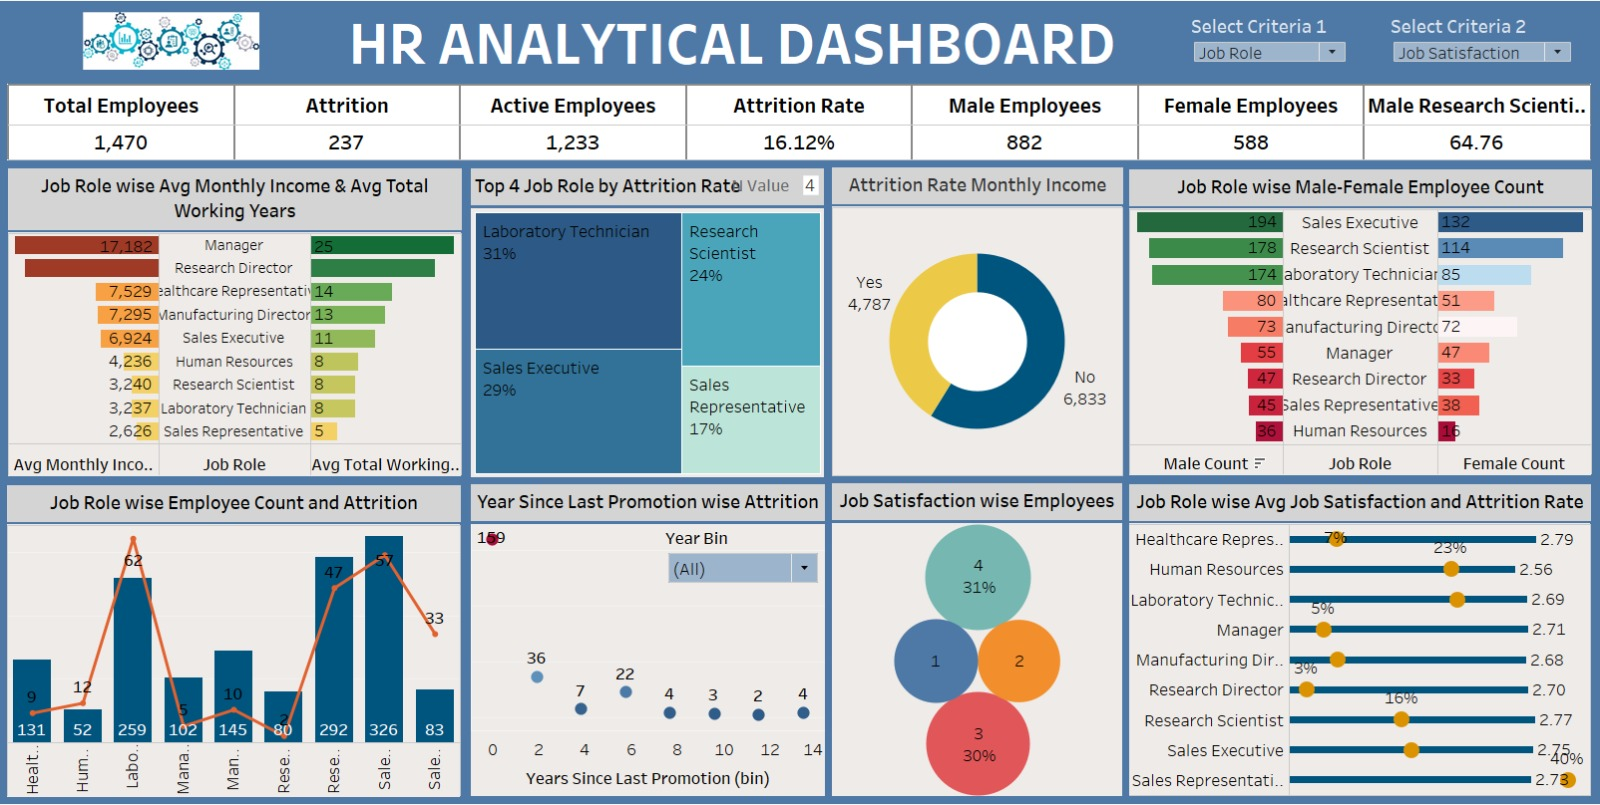 HR ANALYTICAL DASHBOARD
Select Criteria 1
Job Role
Select Criteria 2
Job Satisfaction
Total Employees
1,470
Attrition
237
Active Employees
1,233
Attrition Rate
16.12%
Male Employees
882
Female Employees
588
Male Research Scienti..
64.76
Job Role wise Avg Monthly Income & Avg Total
Working Years
17,182 Manager 25
Research Director
7,529 ealthcare Representativ 14
7,295 Manufacturing Director 13
6,924 Sales Executive 11
4,236 Human Resources 8
3,240 Research Scientist 8
3,237 Laboratory Technician 8
2,626 Sales Representative 5
Avg Monthly Inco.. Job Role Avg Total Working..
Top 4 Job Role by Attrition Rate
N Value 4
Laboratory Technician
31%
Research
Scientist
24%
Sales Executive
29%
Sales
Representative
17%
Attrition Rate Monthly Income
Yes
4,787
No
6,833
Job Role wise Male-Female Employee Count
194 Sales Executive 132
178 Research Scientist 114
174 aboratory Technician 85
80 althcare Representat 51
73 anufacturing Directo 72
55 Manager 47
47 Research Director 33
45 Sales Representative 38
36 Human Resources 16
Male Count Job Role Female Count
Job Role wise Employee Count and Attrition
9 12 62 5 10 2 47 57 33
131 52 259 102 145 80 292 326 83
Healt.. Hum.. Labo.. Mana.. Man.. Rese.. Rese.. Sale.. Sale..
Year Since Last Promotion wise Attrition
159
Year Bin
(All)
36 7 22 4 3 2 4
0 2 4 6 8 10 12 14
Years Since Last Promotion (bin)
Job Satisfaction wise Employees
4
31%
1
2
3
30%
Job Role wise Avg Job Satisfaction and Attrition Rate
Healthcare Repres.. 7% 2.79
23%
Human Resources 2.56
Laboratory Technic.. 2.69
5%
Manager 2.71
Manufacturing Dir.. 2.68
3%
Research Director 2.70
16%
Research Scientist 2.77
Sales Executive 2.75
40%
Sales Representati.. 2.73